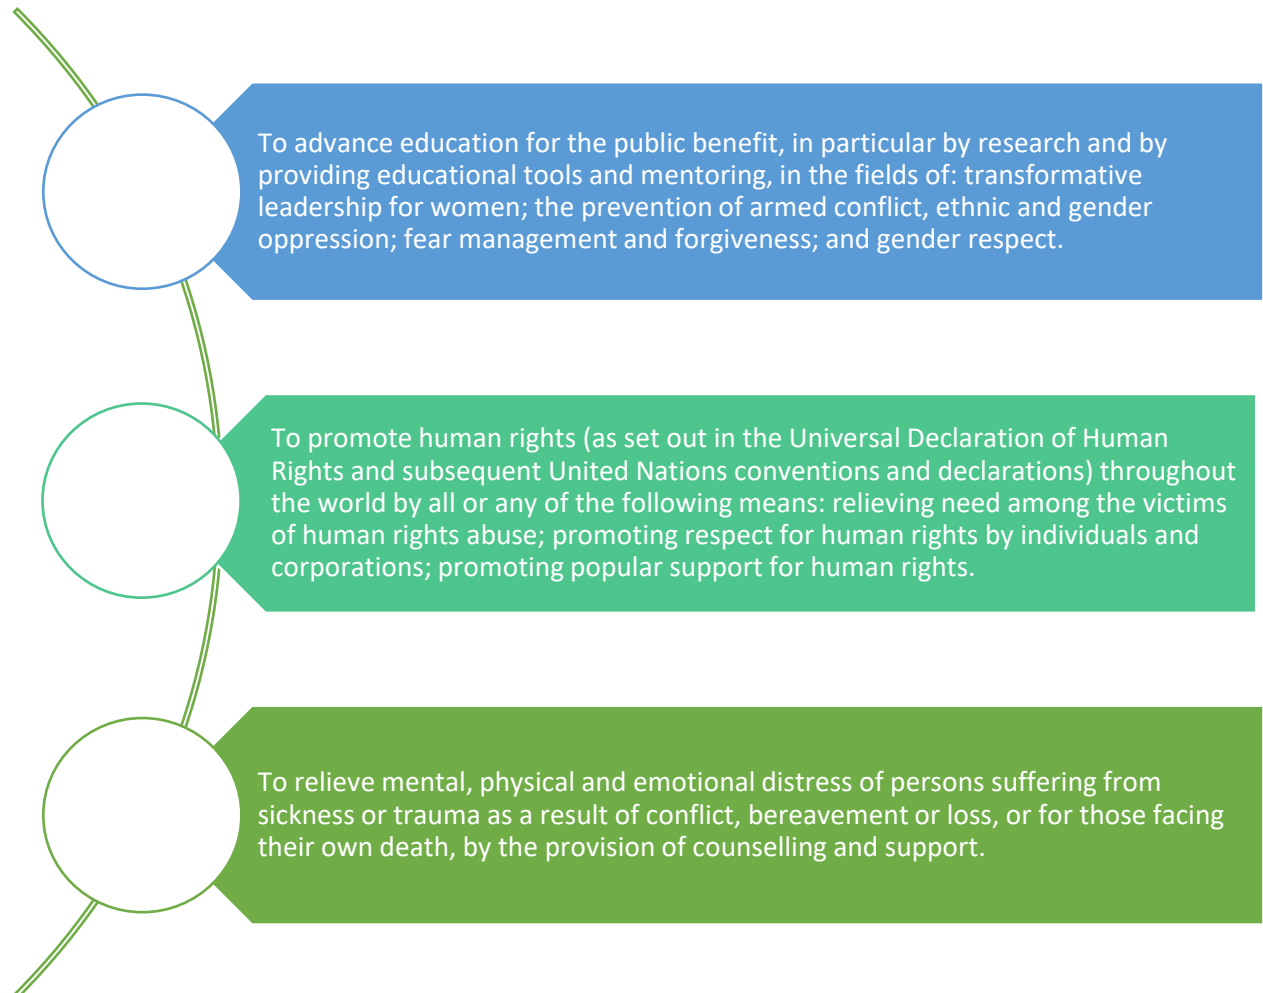 To advance education for the public benefit, in particular by research and by
providing educational tools and mentoring, in the fields of: transformative
leadership for women; the prevention of armed conflict, ethnic and gender
oppression; fear management and forgiveness; and gender respect.
To promote human rights (as set out in the Universal Declaration of Human
Rights and subsequent United Nations conventions and declarations) throughout
the world by all or any of the following means: relieving need among the victims
of human rights abuse; promoting respect for human rights by individuals and
corporations; promoting popular support for human rights.
To relieve mental, physical and emotional distress of persons suffering from
sickness or trauma as a result of conflict, bereavement or loss, or for those facing
their own death, by the provision of counselling and support.